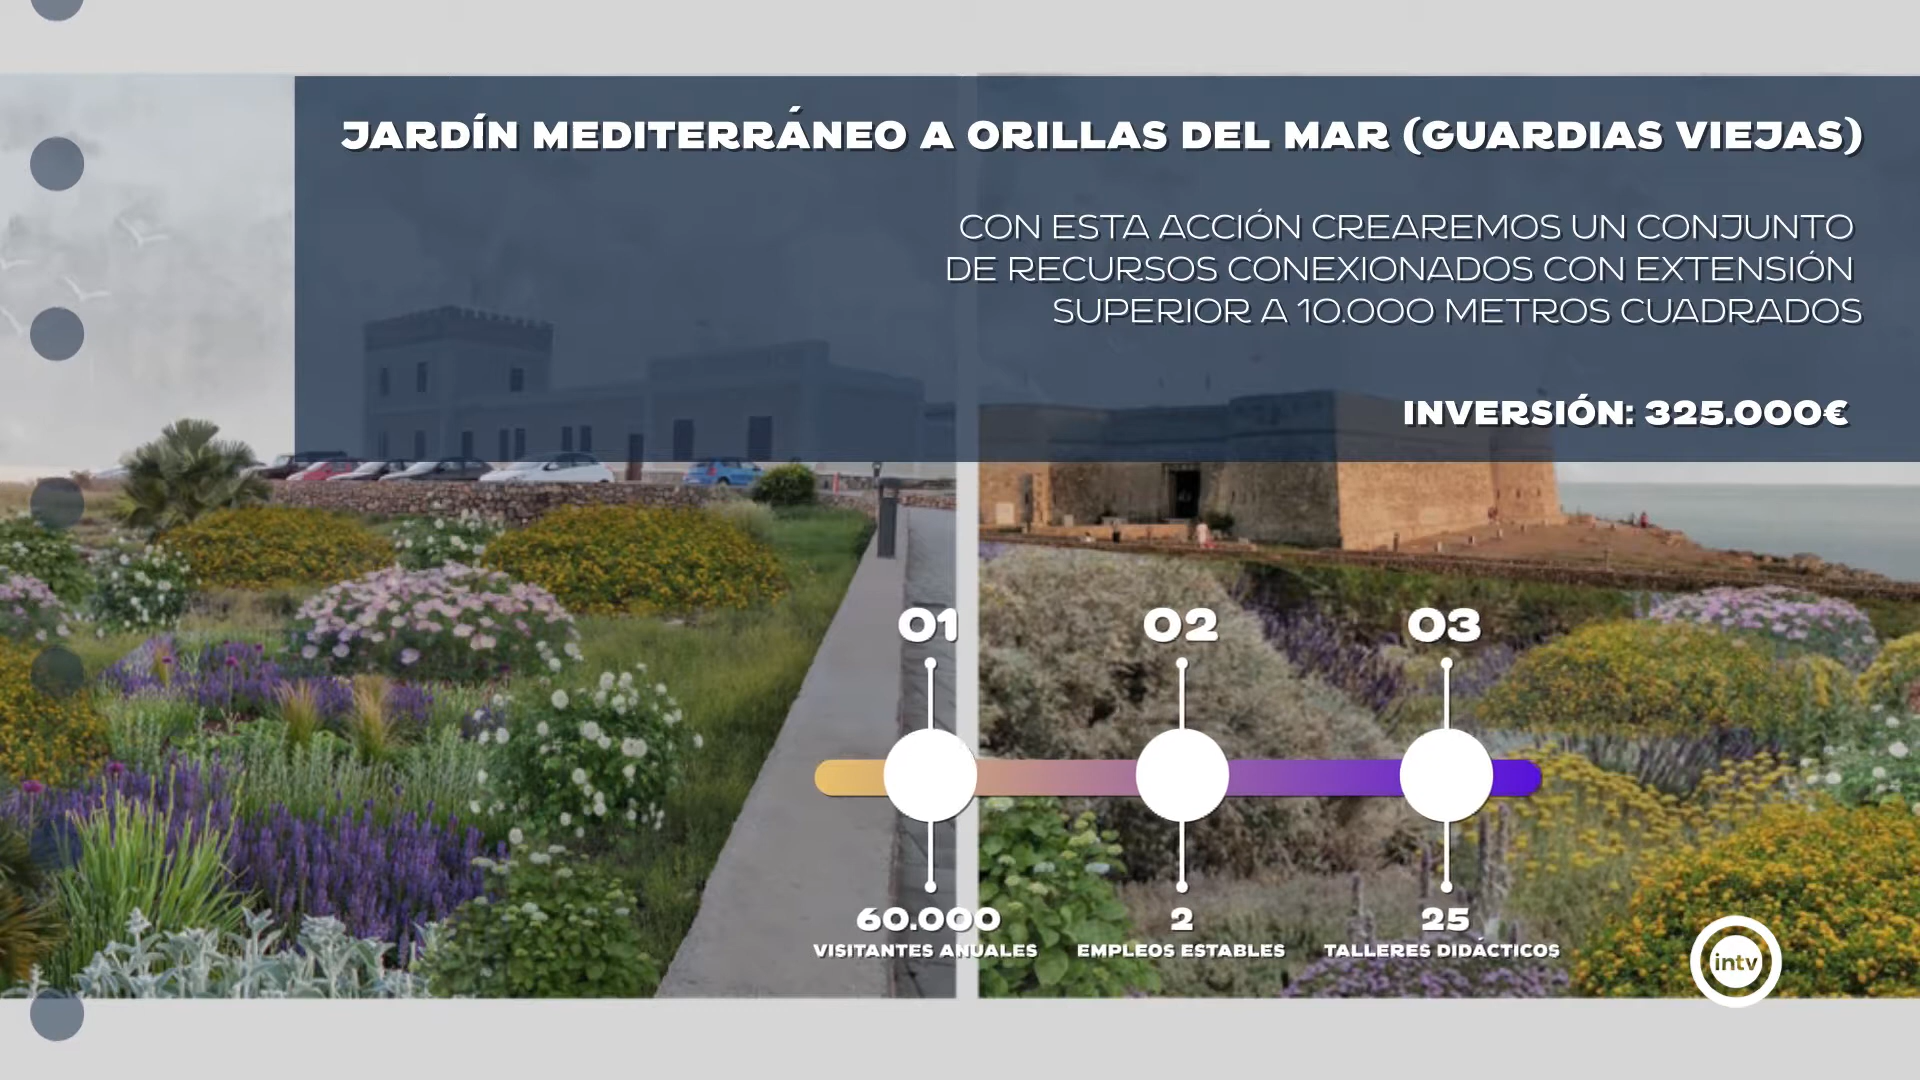 JARDÍN MEDITERRÁNEO A ORILLAS DEL MAR (GUARDIAS VIEJAS)
CON ESTA ACCIÓN CREAREMOS UN CONJUNTO
DE RECURSOS CONEXIONADOS CON EXTENSIÓN
SUPERIOR A 10.000 METROS CUADRADOS
INVERSIÓN: 325.000€
01 02 03
60.000 2 25
VISITANTES ANUALES EMPLEOS ESTABLES TALLERES DIDÁCTICOS
intv